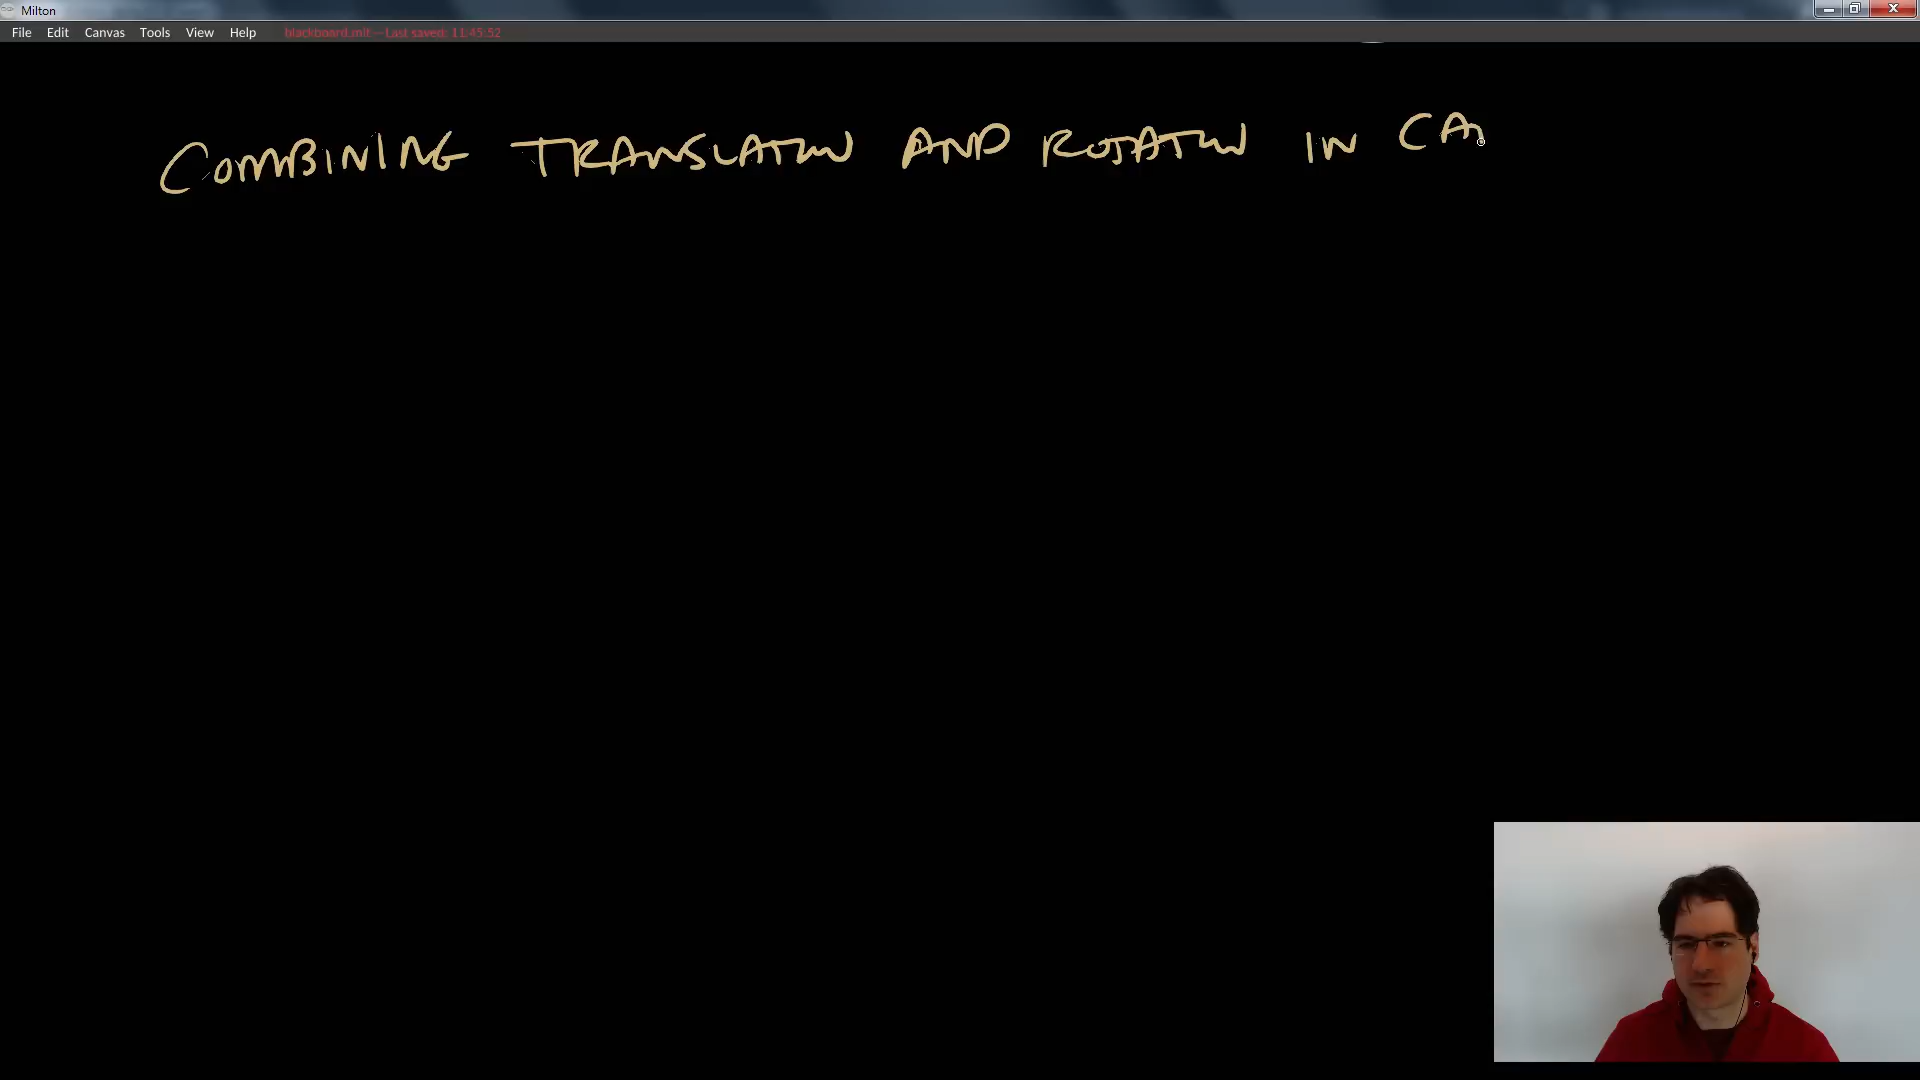 Milton
File Edit Canvas Tools View Help blackboard.mlt -- Last saved: 11:45:52
COMBINING TRANSLATION AND ROTATION IN CA